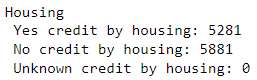 Housing
Yes credit by housing: 5281
No credit by housing: 5881
Unknown credit by housing: 0